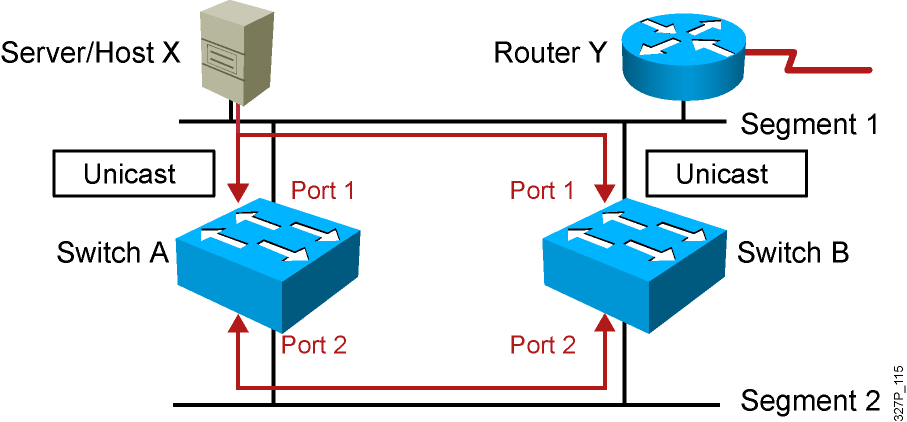 Server/Host X
Router Y
Segment 1
Unicast
Unicast
Port 1
Port 1
Switch A
Switch B
Port 2
Port 2
Segment 2
327P_115